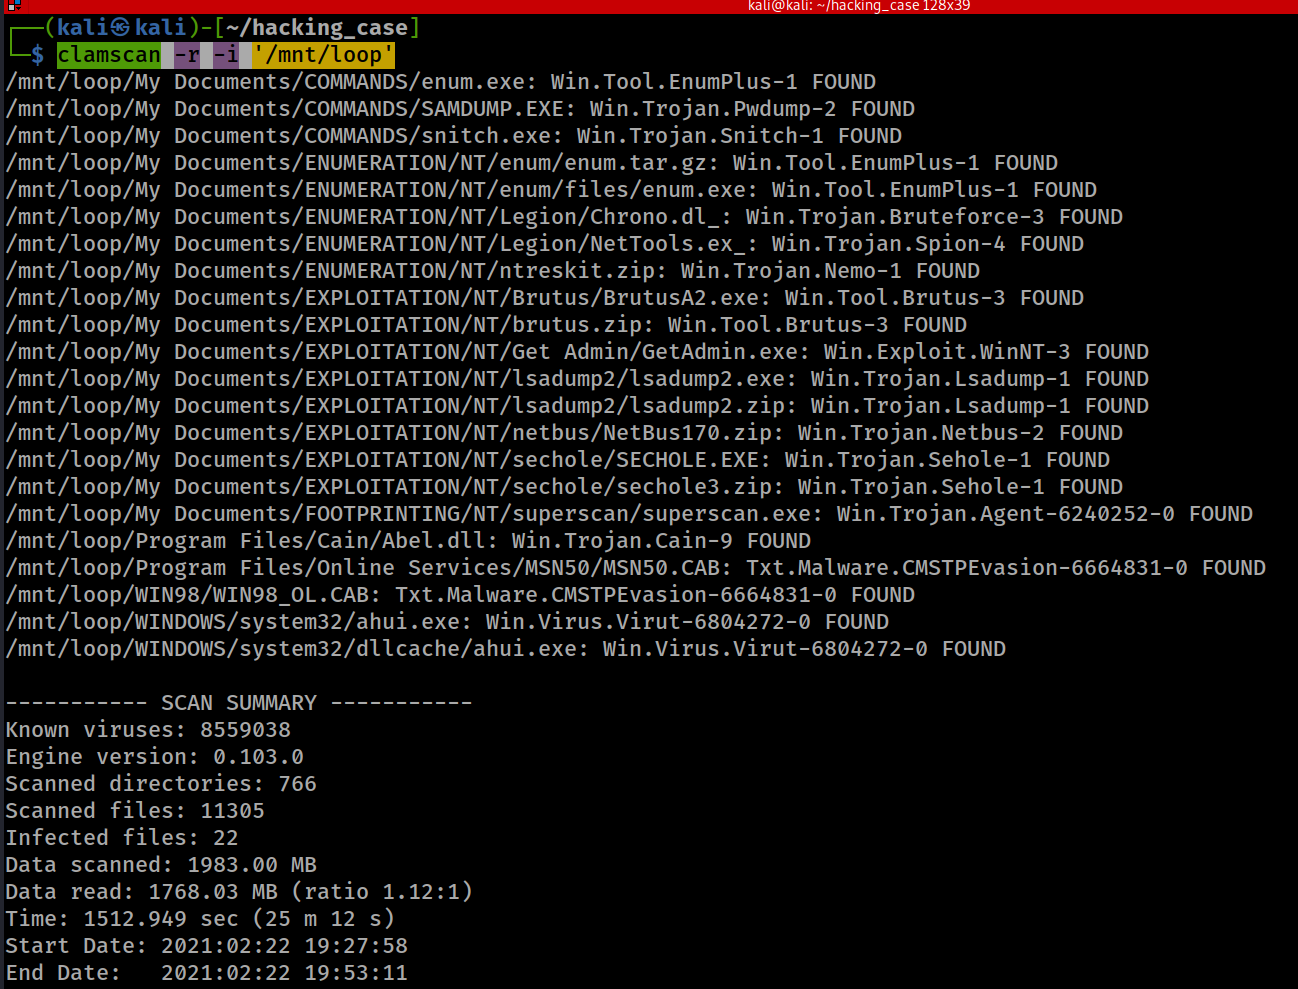 kali@kali: ~/hacking_case 128x39
┌──(kali㉿kali)-[~/hacking_case]
└─$ clamscan -r -i '/mnt/loop'
/mnt/loop/My Documents/COMMANDS/enum.exe: Win.Tool.EnumPlus-1 FOUND
/mnt/loop/My Documents/COMMANDS/SAMDUMP.EXE: Win.Trojan.Pwdump-2 FOUND
/mnt/loop/My Documents/COMMANDS/snitch.exe: Win.Trojan.Snitch-1 FOUND
/mnt/loop/My Documents/ENUMERATION/NT/enum/enum.tar.gz: Win.Tool.EnumPlus-1 FOUND
/mnt/loop/My Documents/ENUMERATION/NT/enum/files/enum.exe: Win.Tool.EnumPlus-1 FOUND
/mnt/loop/My Documents/ENUMERATION/NT/Legion/Chrono.dl_: Win.Trojan.Bruteforce-3 FOUND
/mnt/loop/My Documents/ENUMERATION/NT/Legion/NetTools.ex_: Win.Trojan.Spion-4 FOUND
/mnt/loop/My Documents/ENUMERATION/NT/ntreskit.zip: Win.Trojan.Nemo-1 FOUND
/mnt/loop/My Documents/EXPLOITATION/NT/Brutus/BrutusA2.exe: Win.Tool.Brutus-3 FOUND
/mnt/loop/My Documents/EXPLOITATION/NT/brutus.zip: Win.Tool.Brutus-3 FOUND
/mnt/loop/My Documents/EXPLOITATION/NT/Get Admin/GetAdmin.exe: Win.Exploit.WinNT-3 FOUND
/mnt/loop/My Documents/EXPLOITATION/NT/lsadump2/lsadump2.exe: Win.Trojan.Lsadump-1 FOUND
/mnt/loop/My Documents/EXPLOITATION/NT/lsadump2/lsadump2.zip: Win.Trojan.Lsadump-1 FOUND
/mnt/loop/My Documents/EXPLOITATION/NT/netbus/NetBus170.zip: Win.Trojan.Netbus-2 FOUND
/mnt/loop/My Documents/EXPLOITATION/NT/sechole/SECHOLE.EXE: Win.Trojan.Sehole-1 FOUND
/mnt/loop/My Documents/EXPLOITATION/NT/sechole/sechole3.zip: Win.Trojan.Sehole-1 FOUND
/mnt/loop/My Documents/FOOTPRINTING/NT/superscan/superscan.exe: Win.Trojan.Agent-6240252-0 FOUND
/mnt/loop/Program Files/Cain/Abel.dll: Win.Trojan.Cain-9 FOUND
/mnt/loop/Program Files/Online Services/MSN50/MSN50.CAB: Txt.Malware.CMSTPEvasion-6664831-0 FOUND
/mnt/loop/WIN98/WIN98_OL.CAB: Txt.Malware.CMSTPEvasion-6664831-0 FOUND
/mnt/loop/WINDOWS/system32/ahui.exe: Win.Virus.Virut-6804272-0 FOUND
/mnt/loop/WINDOWS/system32/dllcache/ahui.exe: Win.Virus.Virut-6804272-0 FOUND
----------- SCAN SUMMARY -----------
Known viruses: 8559038
Engine version: 0.103.0
Scanned directories: 766
Scanned files: 11305
Infected files: 22
Data scanned: 1983.00 MB
Data read: 1768.03 MB (ratio 1.12:1)
Time: 1512.949 sec (25 m 12 s)
Start Date: 2021:02:22 19:27:58
End Date:   2021:02:22 19:53:11